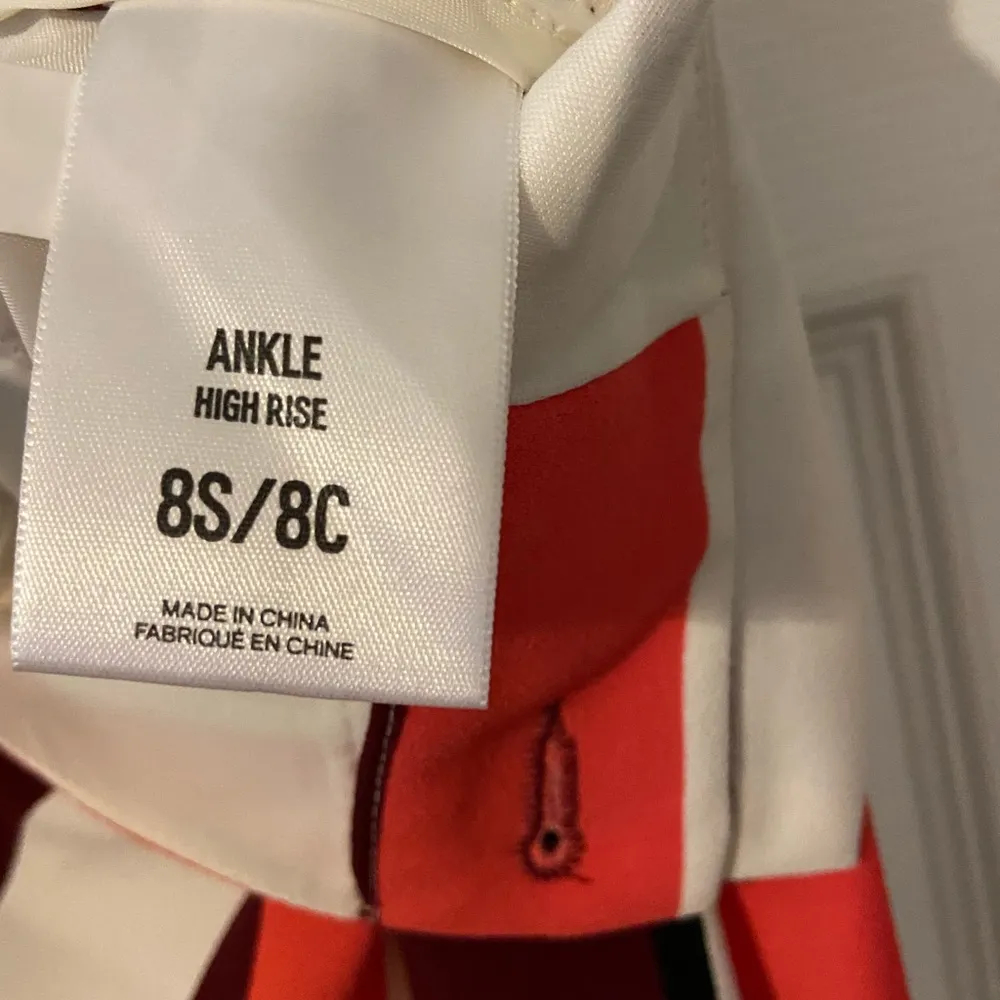 ANKLE
HIGH RISE
8S/8C
MADE IN CHINA
FABRIQUÉ EN CHINE